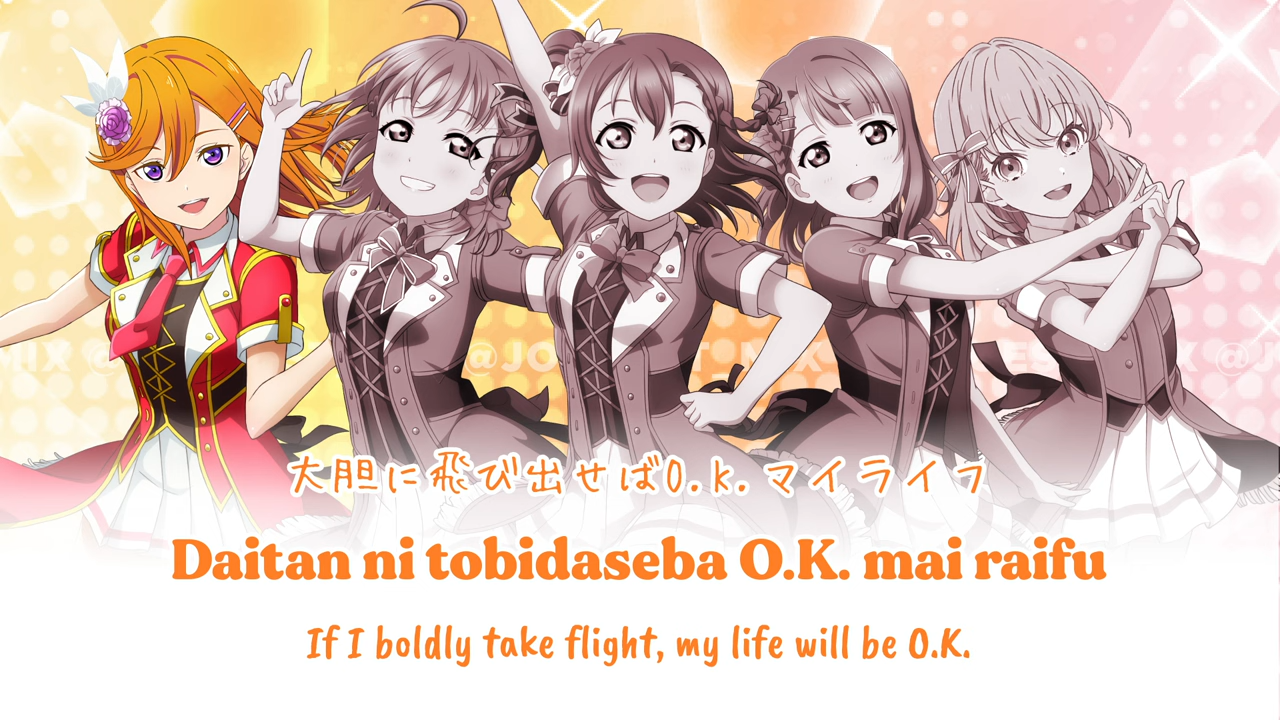 大胆に飛び出せばO.k. マイライフ
Daitan ni tobidaseba O.K. mai raifu
If I boldly take flight, my life will be O.K.